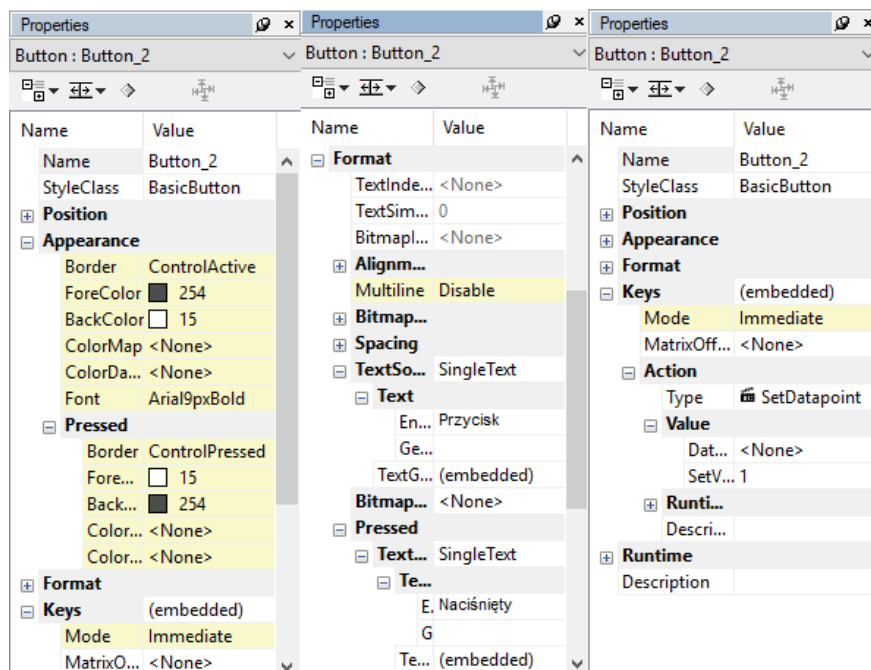 Properties
Button : Button_2
Name Value
Name Button_2
StyleClass BasicButton
Position
Appearance
Border ControlActive
ForeColor 254
BackColor 15
ColorMap <None>
ColorDa... <None>
Font Arial9pxBold
Pressed
Border ControlPressed
Fore... 15
Back... 254
Color... <None>
Color... <None>
Format
Keys (embedded)
Mode Immediate
MatrixO... <None>
Properties
Button : Button_2
Name Value
Format
TextInde... <None>
TextSim... 0
BitmapI... <None>
Alignm...
Multiline Disable
Bitmap...
Spacing
TextSo... SingleText
Text
En... Przycisk
Ge...
TextG... (embedded)
Bitmap... <None>
Pressed
Text... SingleText
Te...
E. Naciśnięty
G
Te... (embedded)
Properties
Button : Button_2
Name Value
Name Button_2
StyleClass BasicButton
Position
Appearance
Format
Keys (embedded)
Mode Immediate
MatrixOff... <None>
Action
Type SetDatapoint
Value
Dat... <None>
SetV... 1
Runti...
Descri...
Runtime
Description